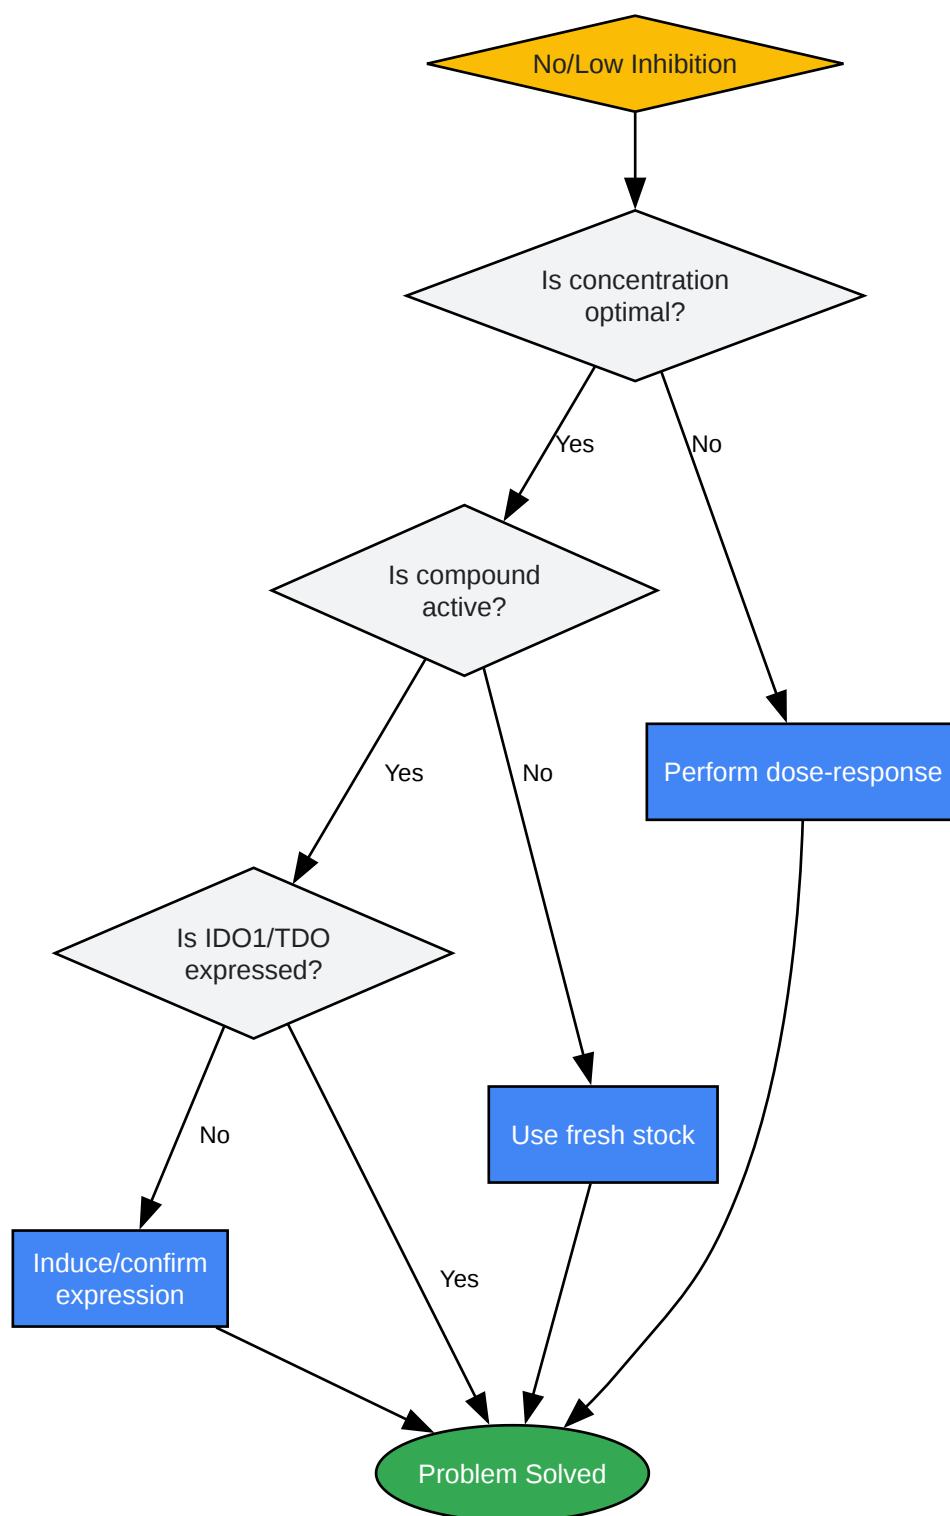 No/Low Inhibition
Is concentration
optimal?
Yes
No
Is compound
active?
Yes
No
Perform dose-response
Is IDO1/TDO
expressed?
No
Use fresh stock
Induce/confirm
expression
Yes
Problem Solved